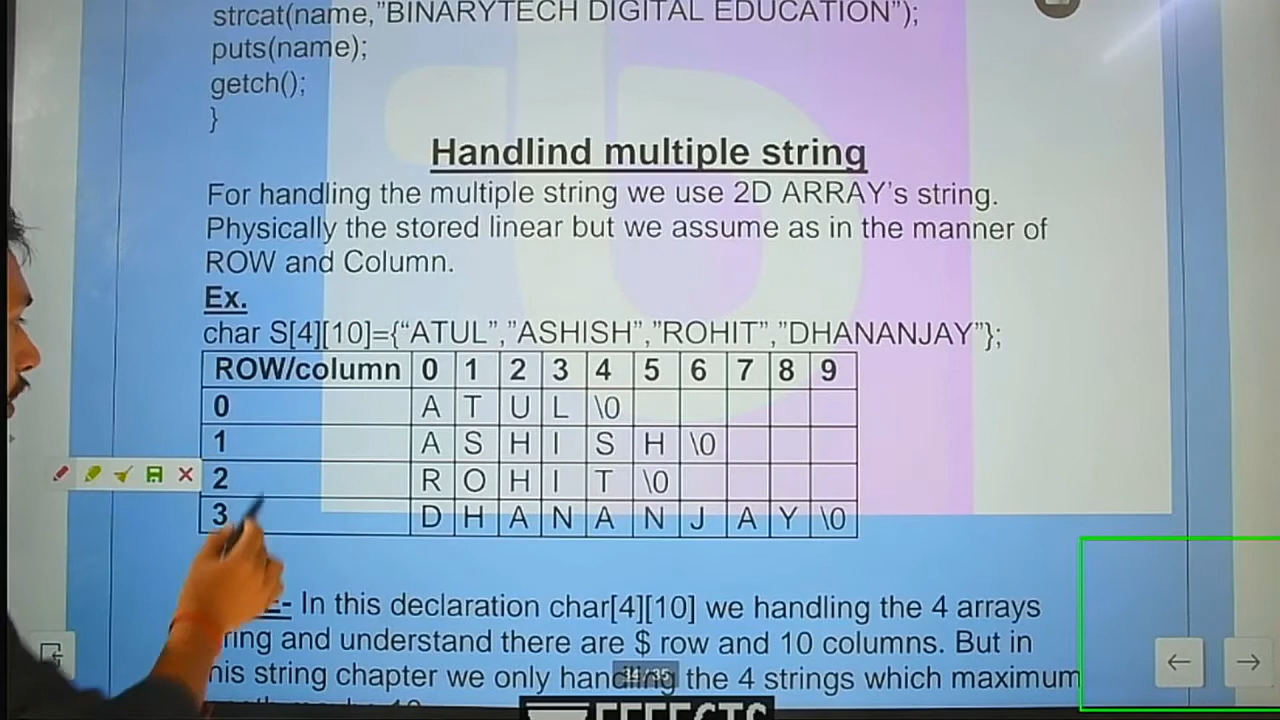 strcat(name,"BINARYTECH DIGITAL EDUCATION");
puts(name);
getch();
}
Handlind multiple string
For handling the multiple string we use 2D ARRAY's string.
Physically the stored linear but we assume as in the manner of
ROW and Column.
Ex.
char S[4][10]={“ATUL”,”ASHISH”,”ROHIT”,”DHANANJAY”};
ROW/column 0 1 2 3 4 5 6 7 8 9
0 A T U L \0
1 A S H I S H \0
2 R O H I T \0
3 D H A N A N J A Y \0
In this declaration char[4][10] we handling the 4 arrays
and understand there are $ row and 10 columns. But in
string chapter we only handling the 4 strings which maximum
EFFECTS